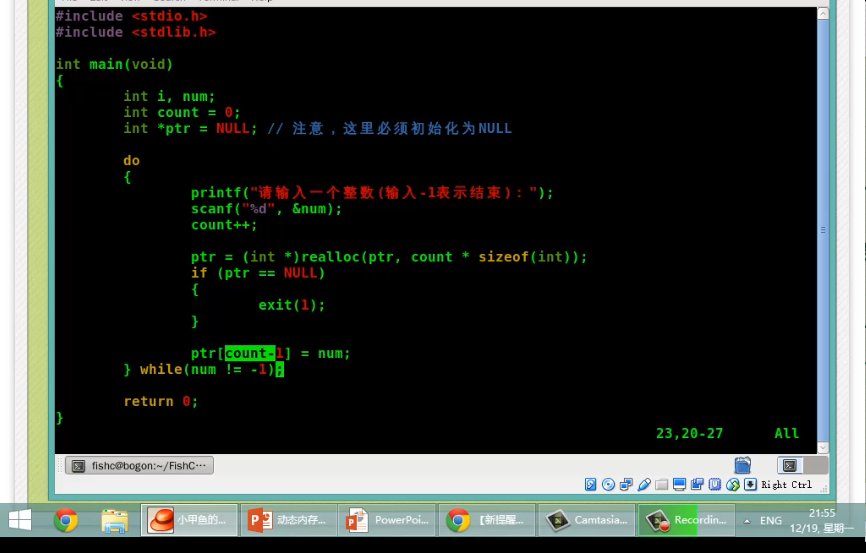 #include <stdio.h>
#include <stdlib.h>
int main(void)
{
int i, num;
int count = 0;
int *ptr = NULL; // 注意，这里必须初始化为NULL
do
{
printf("请输入一个整数(输入-1表示结束)：");
scanf("%d", &num);
count++;
ptr = (int *)realloc(ptr, count * sizeof(int));
if (ptr == NULL)
{
exit(1);
}
ptr[count-1] = num;
} while(num != -1);
return 0;
}
23,20-27 All
fishc@bogon:~/FishC···
Right Ctrl
小甲鱼的... 动态内存... PowerPoi... 【新提醒... Camtasia... Recordin... ENG 21:55
12/19, 星期一